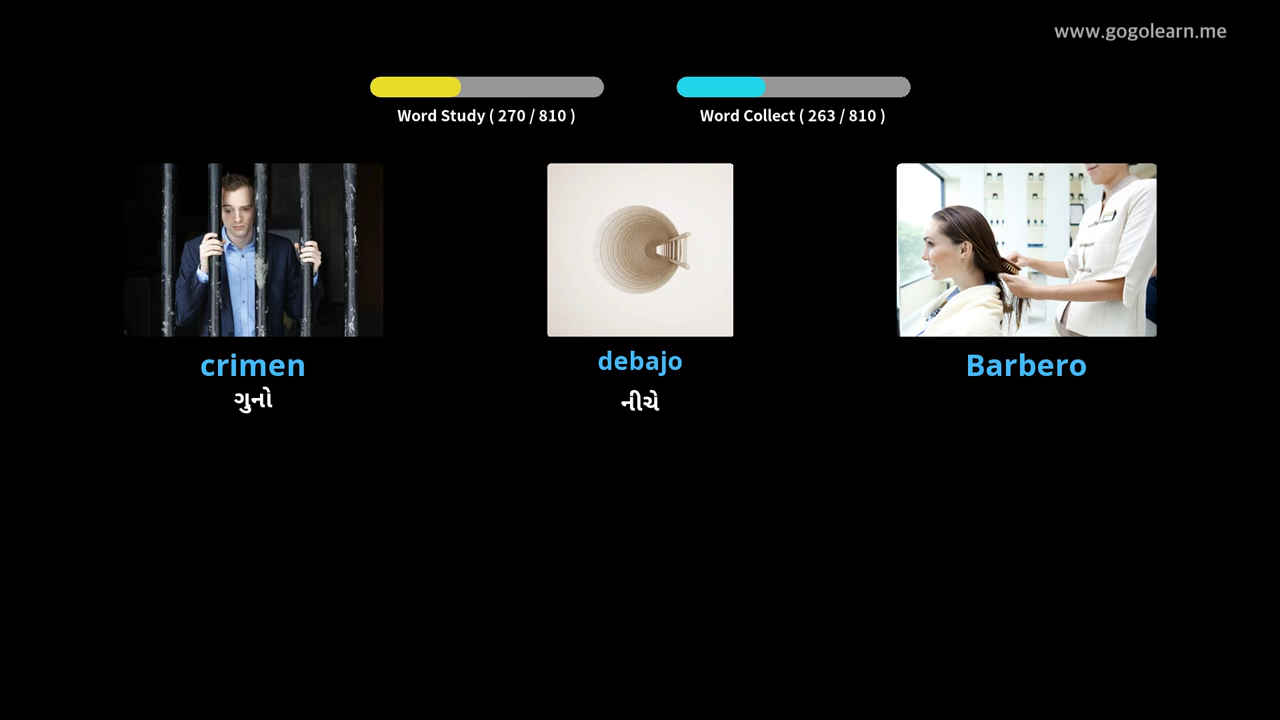 www.gogolearn.me
Word Study ( 270 / 810 )
Word Collect ( 263 / 810 )
crimen
debajo
Barbero
ગુનો
નીચે